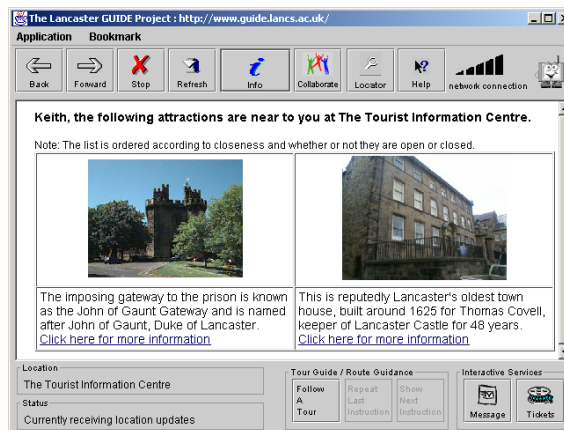 The Lancaster GUIDE Project : http://www.guide.lancs.ac.uk/
Application Bookmark
Back Forward Stop Refresh Info Collaborate Locator Help network connection
Keith, the following attractions are near to you at The Tourist Information Centre.
Note: The list is ordered according to closeness and whether or not they are open or closed.
The imposing gateway to the prison is known
as the John of Gaunt Gateway and is named
after John of Gaunt, Duke of Lancaster.
Click here for more information
This is reputedly Lancaster's oldest town
house, built around 1625 for Thomas Covell,
keeper of Lancaster Castle for 48 years.
Click here for more information
Location
The Tourist Information Centre
Status
Currently receiving location updates
Tour Guide / Route Guidance
Follow
A
Tour
Repeat
Last
Instruction
Show
Next
Instruction
Interactive Services
Message Tickets